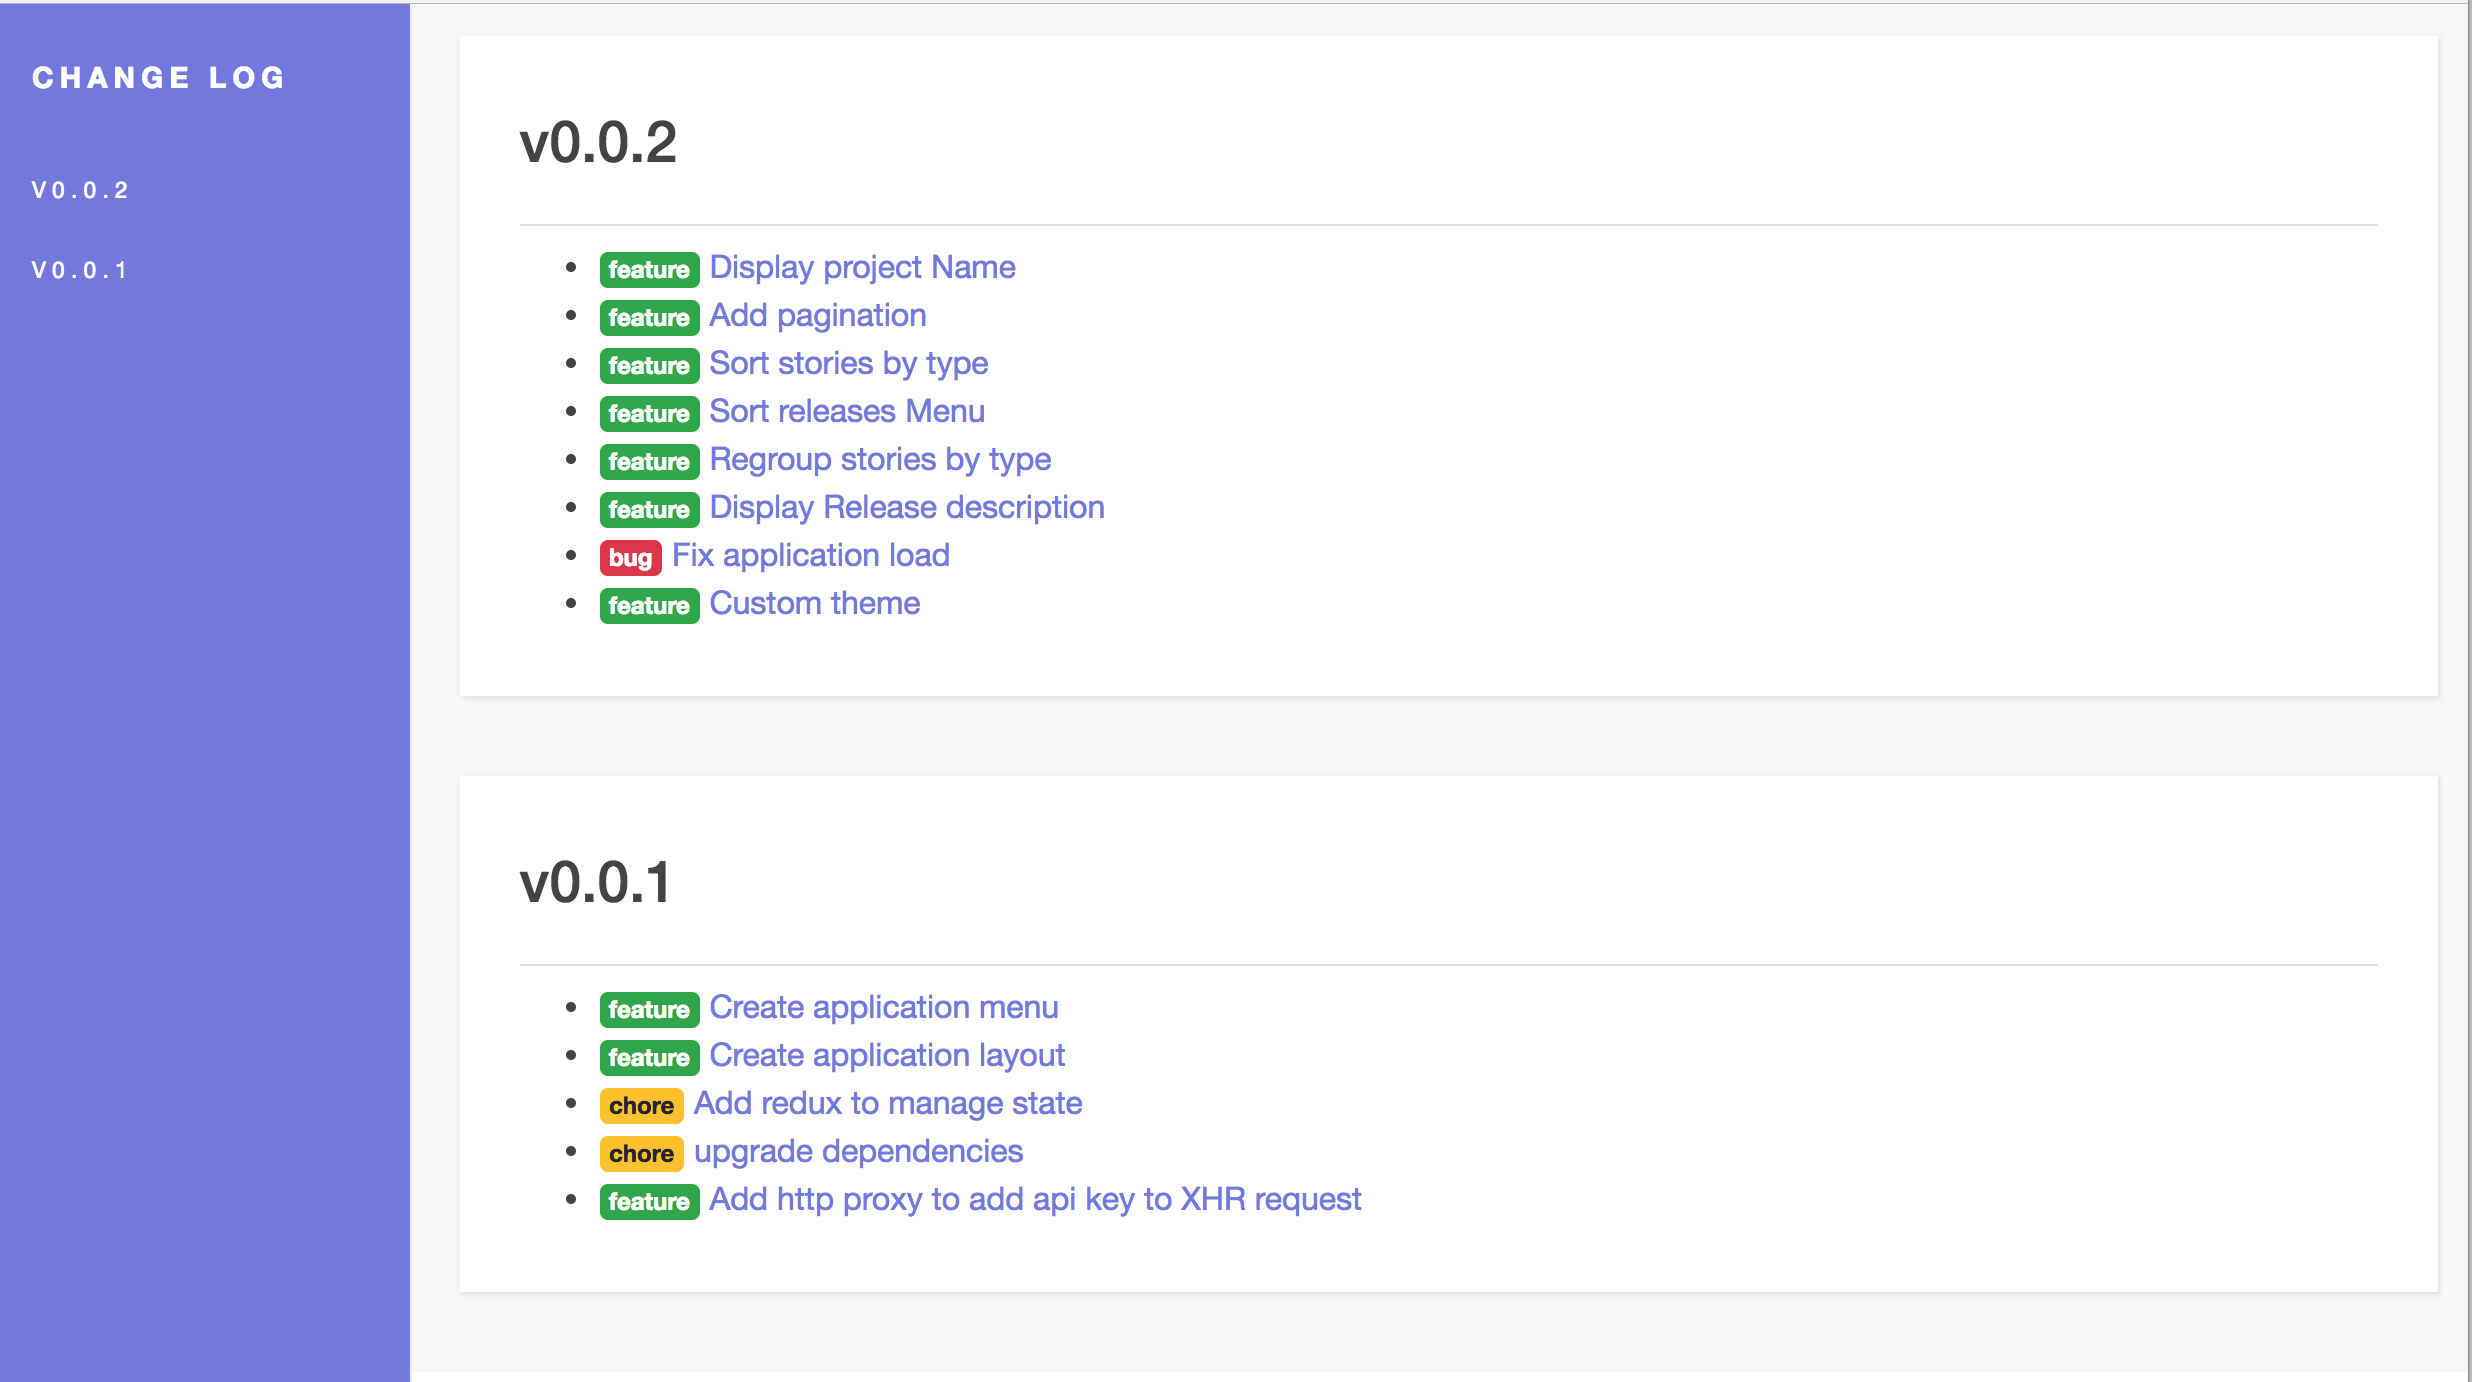 CHANGE LOG
V0.0.2
V0.0.1
v0.0.2
feature Display project Name
feature Add pagination
feature Sort stories by type
feature Sort releases Menu
feature Regroup stories by type
feature Display Release description
bug Fix application load
feature Custom theme
v0.0.1
feature Create application menu
feature Create application layout
chore Add redux to manage state
chore upgrade dependencies
feature Add http proxy to add api key to XHR request